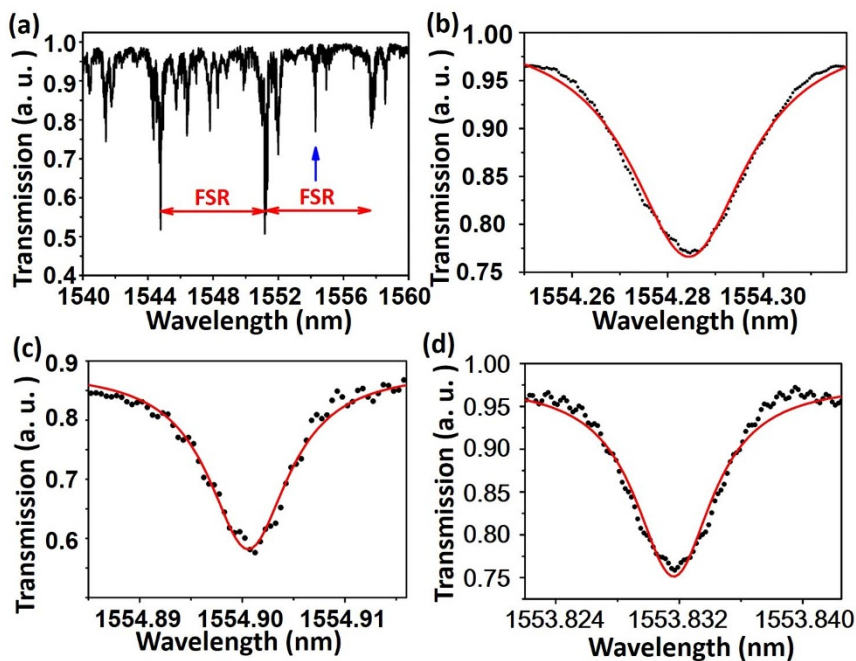 (a)
Transmission (a. u. )
1.0
0.9
0.8
0.7
0.6
0.5
0.4
FSR
FSR
1540 1544 1548 1552 1556 1560
Wavelength (nm)
(b)
Transmission (a. u. )
1.00
0.95
0.90
0.85
0.80
0.75
1554.26 1554.28 1554.30
Wavelength (nm)
(c)
Transmission (a. u. )
0.9
0.8
0.7
0.6
1554.89 1554.90 1554.91
Wavelength (nm)
(d)
Transmission (a. u. )
1.00
0.95
0.90
0.85
0.80
0.75
1553.824 1553.832 1553.840
Wavelength (nm)